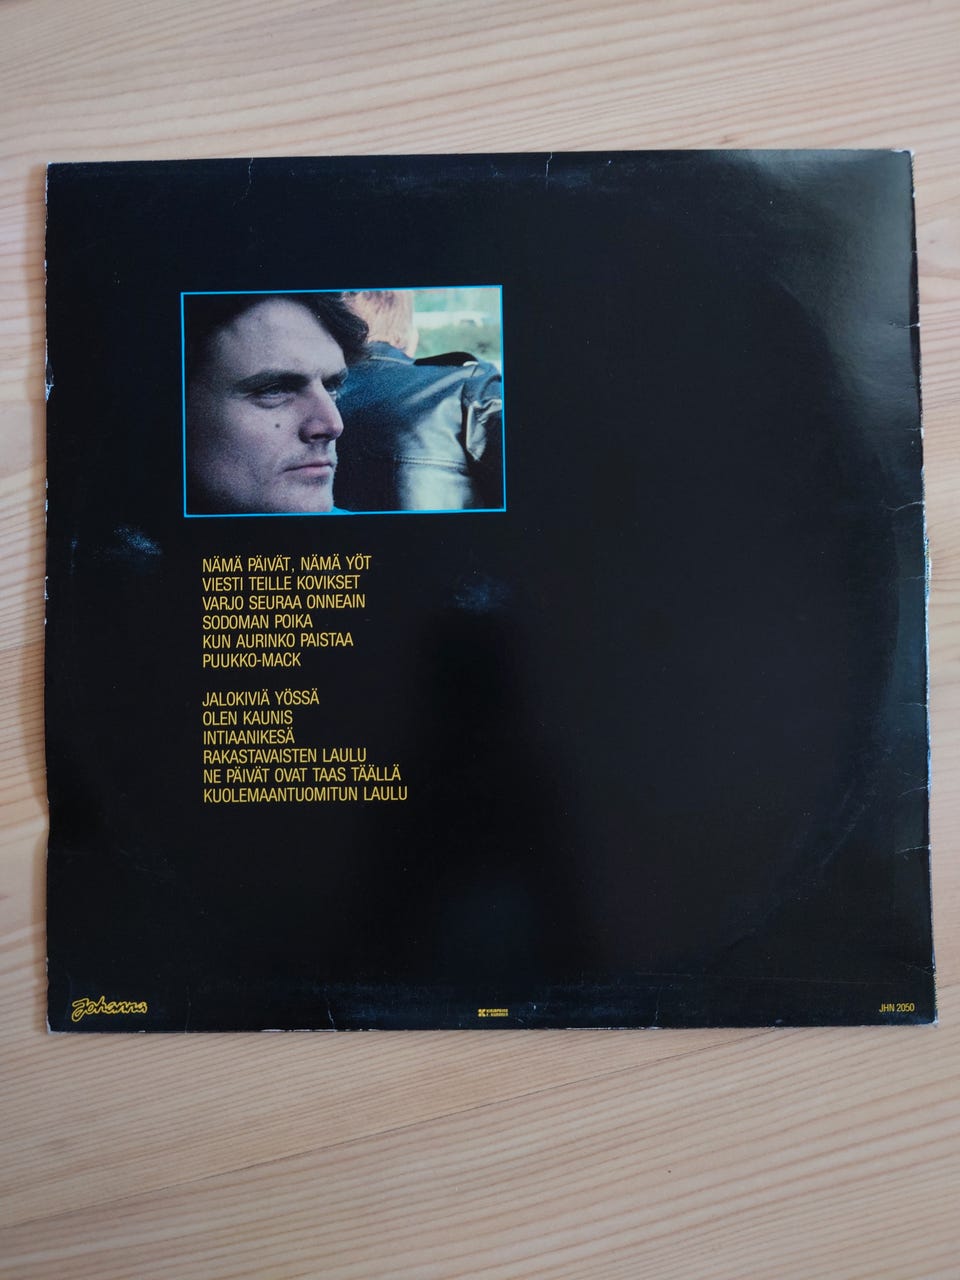 NÄMÄ PÄIVÄT, NÄMÄ YÖT
VIESTI TEILLE KOVIKSET
VARJO SEURAA ONNEAIN
SODOMAN POIKA
KUN AURINKO PAISTAA
PUUKKO-MACK
JALOKIVIÄ YÖSSÄ
OLEN KAUNIS
INTIAANIKESÄ
RAKASTAVAISTEN LAULU
NE PÄIVÄT OVAT TAAS TÄÄLLÄ
KUOLEMAANTUOMITUN LAULU
Johanna
JHN 2050